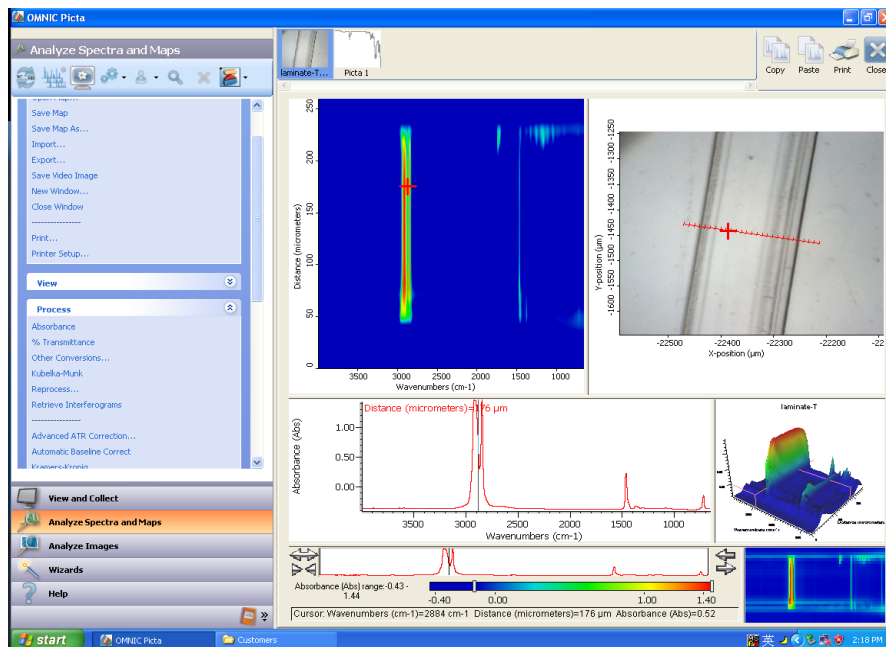 OMNIC Picta
Analyze Spectra and Maps
Save Map
Save Map As...
Import...
Export...
Save Video Image
New Window...
Close Window
----------------
Print...
Printer Setup...
View
Process
Absorbance
% Transmittance
Other Conversions...
Kubelka-Munk
Reprocess...
Retrieve Interferograms
----------------
Advanced ATR Correction...
Automatic Baseline Correct
Kramers-Kronig
View and Collect
Analyze Spectra and Maps
Analyze Images
Wizards
Help
laminate-T...
Picta 1
Copy
Paste
Print
Close
250
200
150
100
50
0
Distance (micrometers)
3500 3000 2500 2000 1500 1000
Wavenumbers (cm-1)
-1250
-1300
-1350
-1400
-1450
-1500
-1550
-1600
Y-position (µm)
-22500 -22400 -22300 -22200 -22
X-position (µm)
Distance (micrometers)=176 µm
1.00
0.50
0.00
Absorbance (Abs)
3500 3000 2500 2000 1500 1000
Wavenumbers (cm-1)
laminate-T
Absorbance (Abs) range:-0.43 -
1.44
-0.40 0.00 1.00 1.40
Cursor: Wavenumbers (cm-1)=2884 cm-1 Distance (micrometers)=176 µm Absorbance (Abs)=0.52
start
OMNIC Picta
Customers
英
2:18 PM